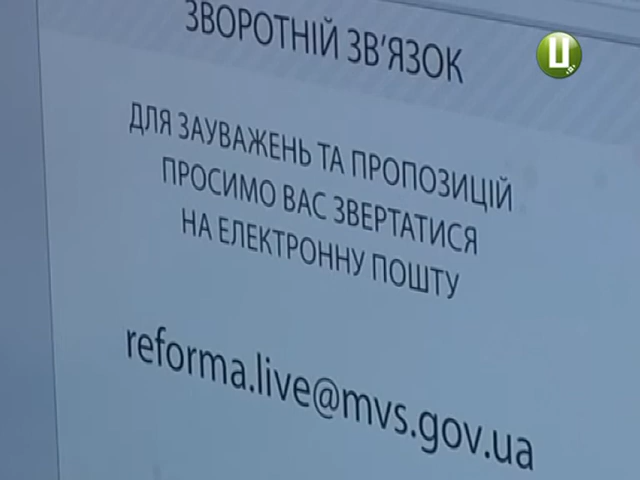 ЗВОРОТНІЙ ЗВ’ЯЗОК
Ц
ДЛЯ ЗАУВАЖЕНЬ ТА ПРОПОЗИЦІЙ
ПРОСИМО ВАС ЗВЕРТАТИСЯ
НА ЕЛЕКТРОННУ ПОШТУ
reforma.live@mvs.gov.ua